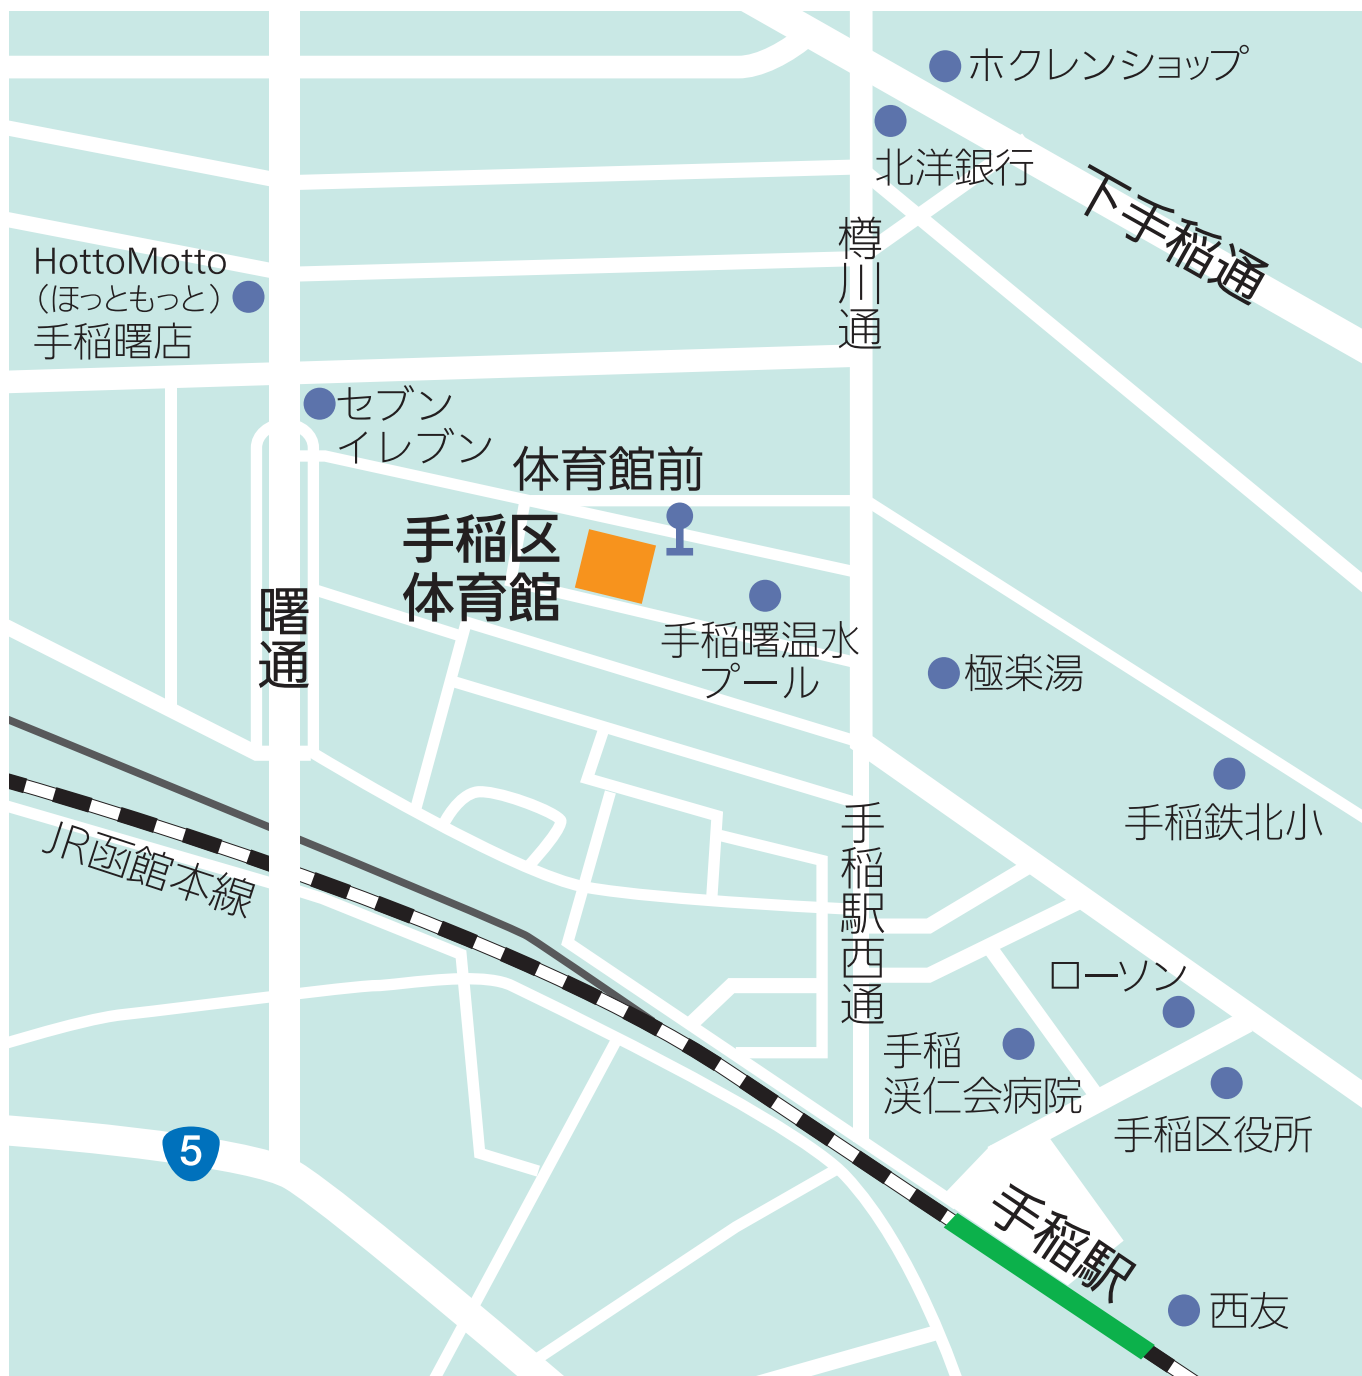 ホクレンショップ
北洋銀行
下手稲通
樽川通
HottoMotto
（ほっともっと）
手稲曙店
セブン
イレブン
体育館前
手稲区
体育館
曙通
手稲曙温水
プール
極楽湯
手稲鉄北小
手稲駅西通
JR函館本線
ローソン
手稲
渓仁会病院
手稲区役所
5
手稲駅
西友